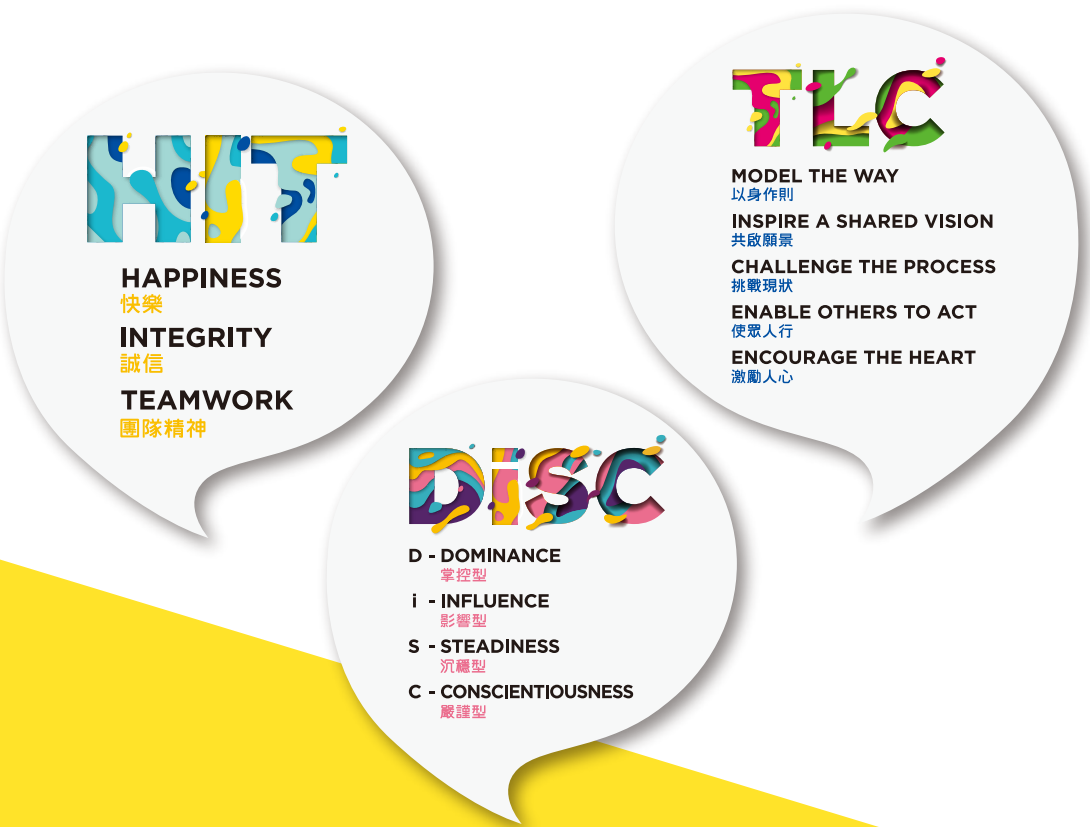 HIT
HAPPINESS
快樂
INTEGRITY
誠信
TEAMWORK
團隊精神
TLC
MODEL THE WAY
以身作則
INSPIRE A SHARED VISION
共啟願景
CHALLENGE THE PROCESS
挑戰現狀
ENABLE OTHERS TO ACT
使眾人行
ENCOURAGE THE HEART
激勵人心
DiSC
D - DOMINANCE
掌控型
i - INFLUENCE
影響型
S - STEADINESS
沉穩型
C - CONSCIENTIOUSNESS
嚴謹型